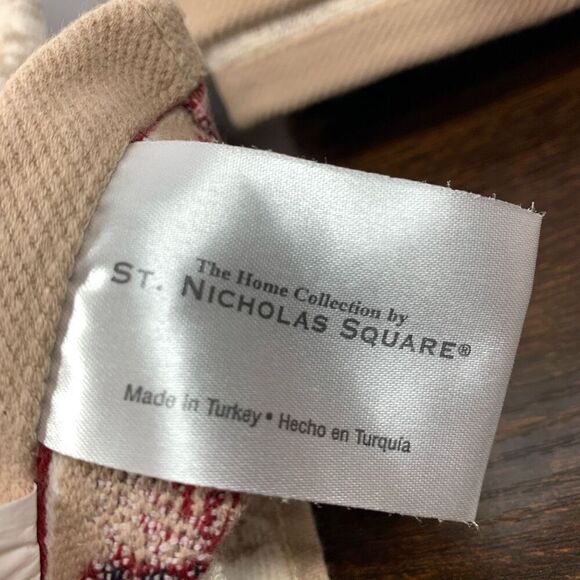 The Home Collection by
ST. NICHOLAS SQUARE®
Made in Turkey • Hecho en Turquía